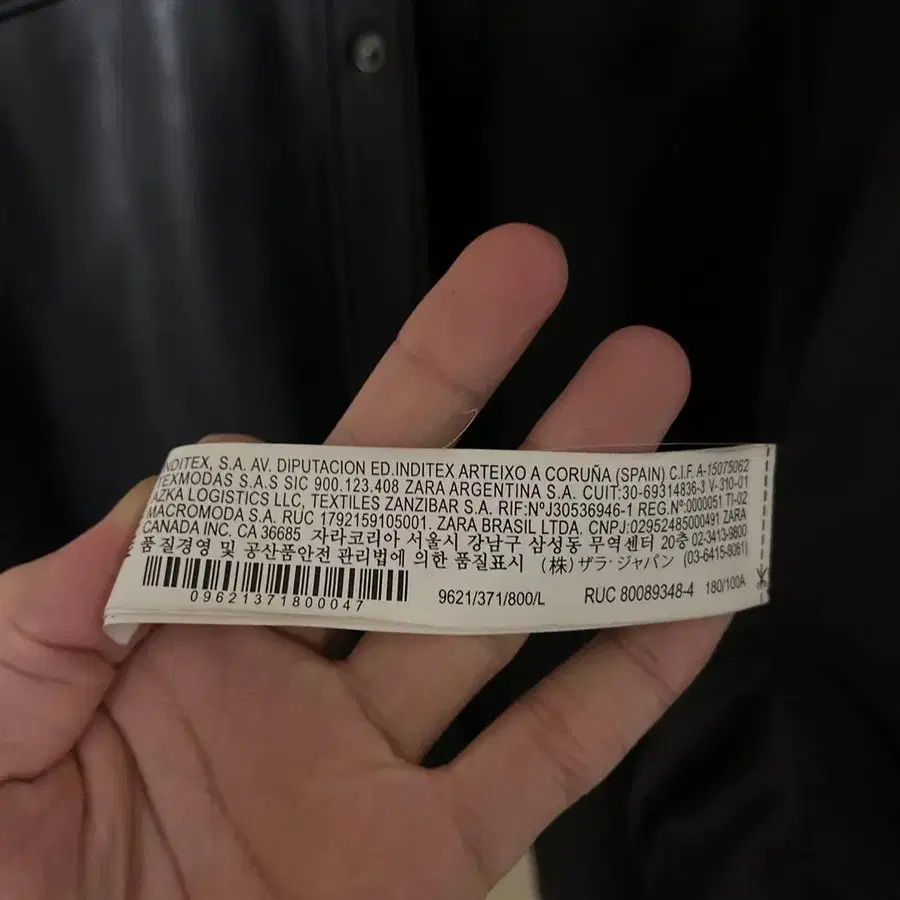 INDITEX, S.A. AV. DIPUTACION ED.INDITEX ARTEIXO A CORUÑA (SPAIN) C.I.F. A-15075062
TEXMODAS S.A.S SIC 900.123.408 ZARA ARGENTINA S.A. CUIT:30-69314836-3 V-310-01
AZKA LOGISTICS LLC, TEXTILES ZANZIBAR S.A. RIF:NºJ30536946-1 REG.Nº:0000051 TI-02
MACROMODA S.A. RUC 1792159105001. ZARA BRASIL LTDA. CNPJ:02952485000491 ZARA
CANADA INC. CA 36685 자라코리아 서울시 강남구 삼성동 무역센터 20층 02-3413-9800
품질경영 및 공산품안전 관리법에 의한 품질표시 (株)ザラ・ジャパン (03-6415-8061)
09621371800047 9621/371/800/L RUC 80089348-4 180/100A